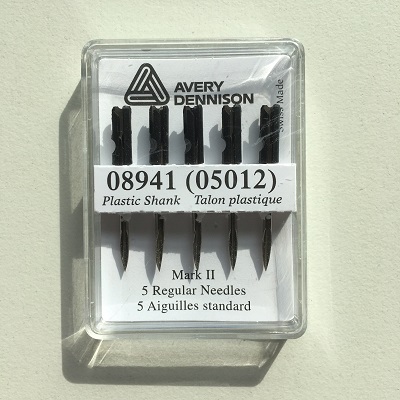 AVERY
DENNISON
Swiss Made
08941 (05012)
Plastic Shank Talon plastique
Mark II
5 Regular Needles
5 Aiguilles standard